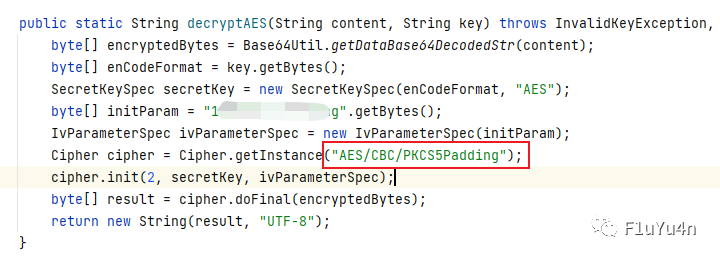 public static String decryptAES(String content, String key) throws InvalidKeyException,
byte[] encryptedBytes = Base64Util.getDataBase64DecodedStr(content);
byte[] enCodeFormat = key.getBytes();
SecretKeySpec secretKey = new SecretKeySpec(enCodeFormat, "AES");
byte[] initParam = "1 g".getBytes();
IvParameterSpec ivParameterSpec = new IvParameterSpec(initParam);
Cipher cipher = Cipher.getInstance("AES/CBC/PKCS5Padding");
cipher.init(2, secretKey, ivParameterSpec);
byte[] result = cipher.doFinal(encryptedBytes);
return new String(result, "UTF-8");
}
F1uYu4n